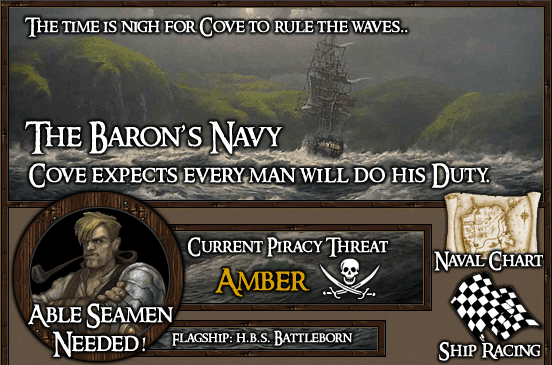 The time is nigh for Cove to rule the waves..
The Baron's Navy
Cove expects every man will do his Duty.
Current Piracy Threat
Amber
Naval Chart
Able Seamen
Needed!
Flagship: H.B.S. Battleborn
Ship Racing